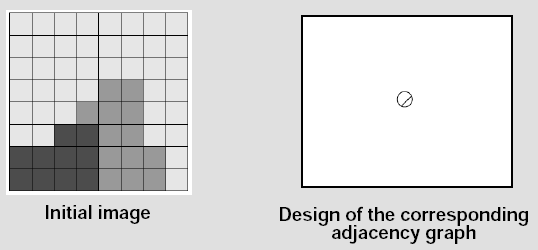 Initial image
Design of the corresponding
adjacency graph